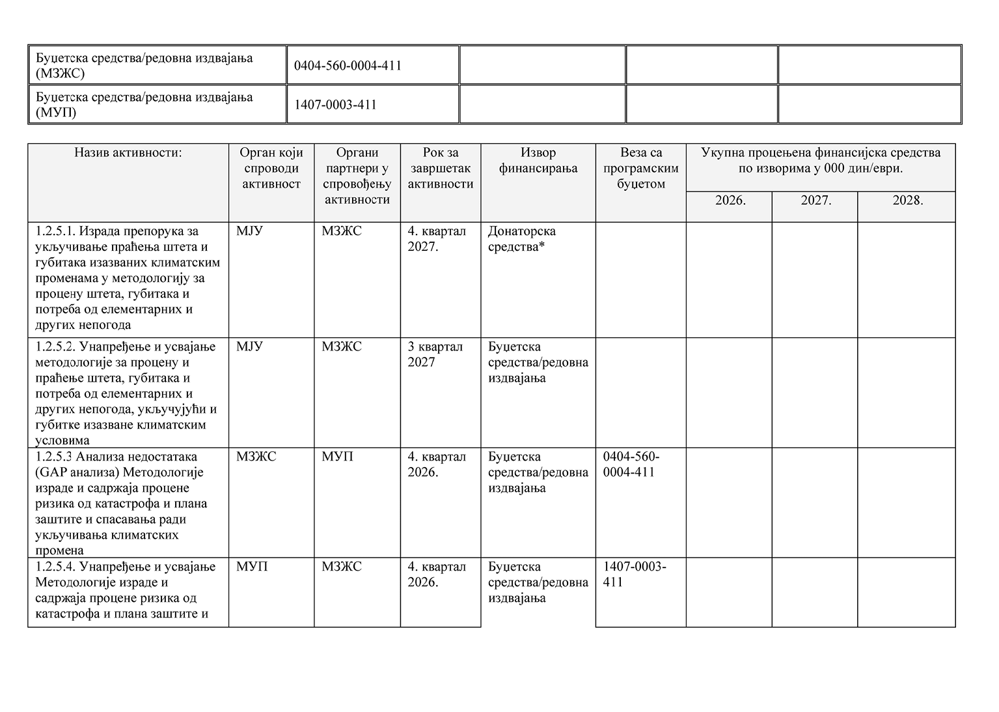 Буџетска средства/редовна издвајања
(МЗЖС)
0404-560-0004-411
Буџетска средства/редовна издвајања
(МУП)
1407-0003-411
Назив активности:
Орган који
спроводи
активност
Органи
партнери у
спровођењу
активности
Рок за
завршетак
активности
Извор
финансирања
Веза са
програмским
буџетом
Укупна процењена финансијска средства
по изворима у 000 дин/еври.
2026.
2027.
2028.
1.2.5.1. Израда препорука за
укључивање праћења штета и
губитака изазваних климатским
променама у методологију за
процену штета, губитака и
потреба од елементарних и
других непогода
МЈУ
МЗЖС
4. квартал
2027.
Донаторска
средства*
1.2.5.2. Унапређење и усвајање
методологије за процену и
праћење штета, губитака и
потреба од елементарних и
других непогода, укључујући и
губитке изазване климатским
условима
МЈУ
МЗЖС
3 квартал
2027
Буџетска
средства/редовна
издвајања
1.2.5.3 Анализа недостатака
(GAP анализа) Методологије
израде и садржаја процене
ризика од катастрофа и плана
заштите и спасавања ради
укључивања климатских
промена
МЗЖС
МУП
4. квартал
2026.
Буџетска
средства/редовна
издвајања
0404-560-
0004-411
1.2.5.4. Унапређење и усвајање
Методологије израде и
садржаја процене ризика од
катастрофа и плана заштите и
МУП
МЗЖС
4. квартал
2026.
Буџетска
средства/редовна
издвајања
1407-0003-
411